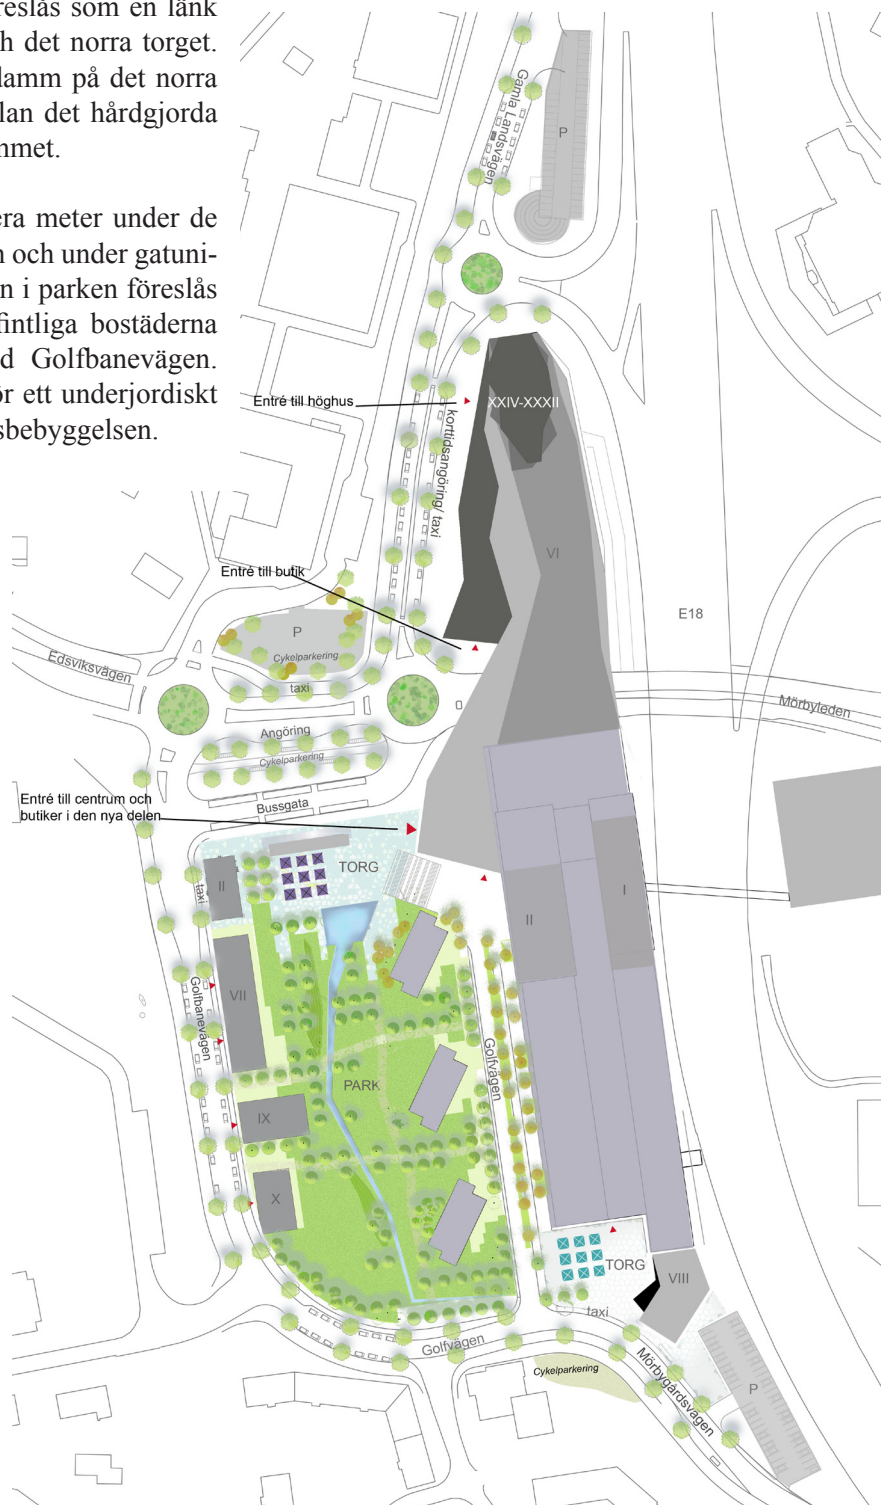 reslås som en länk
h det norra torget.
damm på det norra
lan det hårdgjorda
mmet.
era meter under de
n och under gatuni-
n i parken föreslås
fintliga bostäderna
d Golfbanevägen.
ör ett underjordiskt
sbebyggelsen.
Gamla Landsvägen
P
Entré till höghus
XXIV-XXXII
korttidsangöring/ taxi
VI
Entré till butik
E18
P
Cykelparkering
Edsviksvägen
taxi
Mörbyleden
Angöring
Cykelparkering
Bussgata
Entré till centrum och
butiker i den nya delen
TORG
II
taxi
II
I
VII
Golfbanevägen
Golfvägen
PARK
IX
X
TORG
VIII
taxi
Golfvägen
Cykelparkering
Mörbygårdsvägen
P